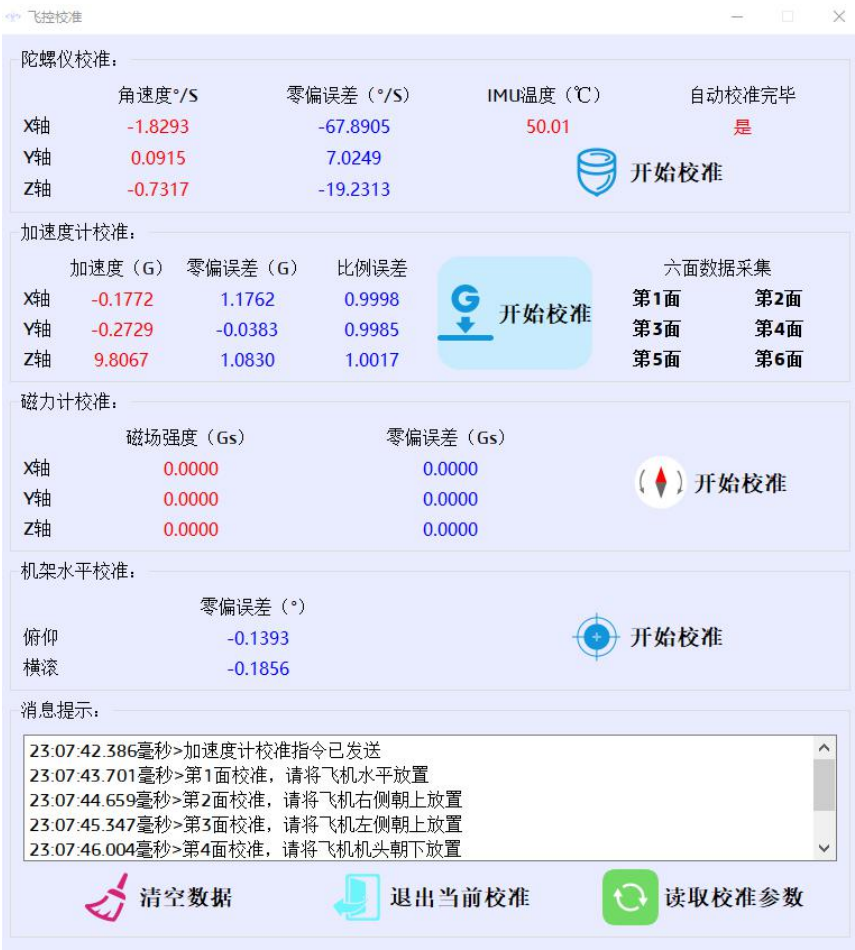 飞控校准
陀螺仪校准：
角速度°/S 零偏误差（°/S） IMU温度（℃） 自动校准完毕
X轴 -1.8293 -67.8905 50.01 是
Y轴 0.0915 7.0249
开始校准
Z轴 -0.7317 -19.2313
加速度计校准：
加速度（G） 零偏误差（G） 比例误差 六面数据采集
X轴 -0.1772 1.1762 0.9998 第1面 第2面
开始校准
Y轴 -0.2729 -0.0383 0.9985 第3面 第4面
Z轴 9.8067 1.0830 1.0017 第5面 第6面
磁力计校准：
磁场强度（Gs） 零偏误差（Gs）
X轴 0.0000 0.0000
开始校准
Y轴 0.0000 0.0000
Z轴 0.0000 0.0000
机架水平校准：
零偏误差（°）
俯仰 -0.1393 开始校准
横滚 -0.1856
消息提示：
23:07:42.386毫秒>加速度计校准指令已发送
23:07:43.701毫秒>第1面校准，请将飞机水平放置
23:07:44.659毫秒>第2面校准，请将飞机右侧朝上放置
23:07:45.347毫秒>第3面校准，请将飞机左侧朝上放置
23:07:46.004毫秒>第4面校准，请将飞机机头朝下放置
清空数据 退出当前校准 读取校准参数